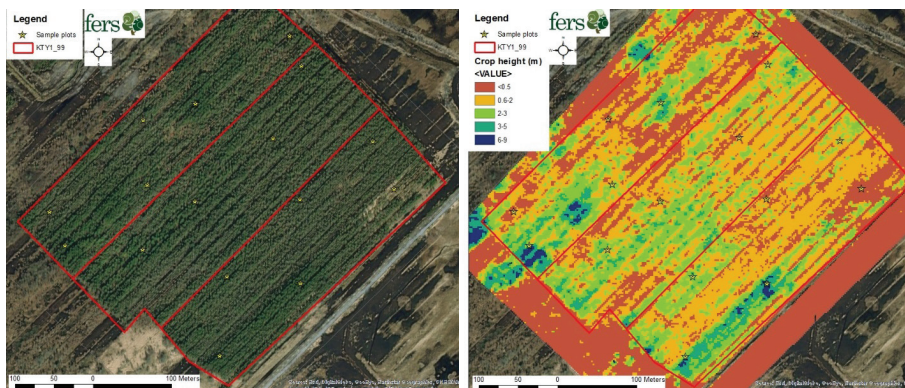 Legend
Sample plots
KTY1_99
fers
N
W
E
S
100
50
0
100 Meters
Legend
Sample plots
KTY1_99
Crop height (m)
<VALUE>
<0.5
0.6-2
2-3
3-5
6-9
fers
100
50
0
100 Meters